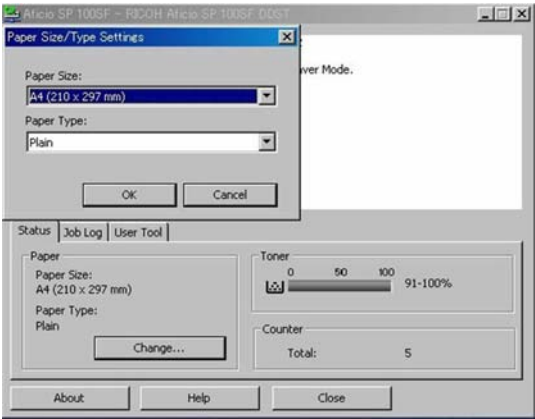 Aficio SP 100SF - RICOH Aficio SP 100SF DDST
Paper Size/Type Settings
ver Mode.
Paper Size:
A4 (210 x 297 mm)
Paper Type:
Plain
OK Cancel
Status Job Log User Tool
Paper
Paper Size:
A4 (210 x 297 mm)
Paper Type:
Plain
Change...
Toner
0 50 100
91-100%
Counter
Total: 5
About Help Close